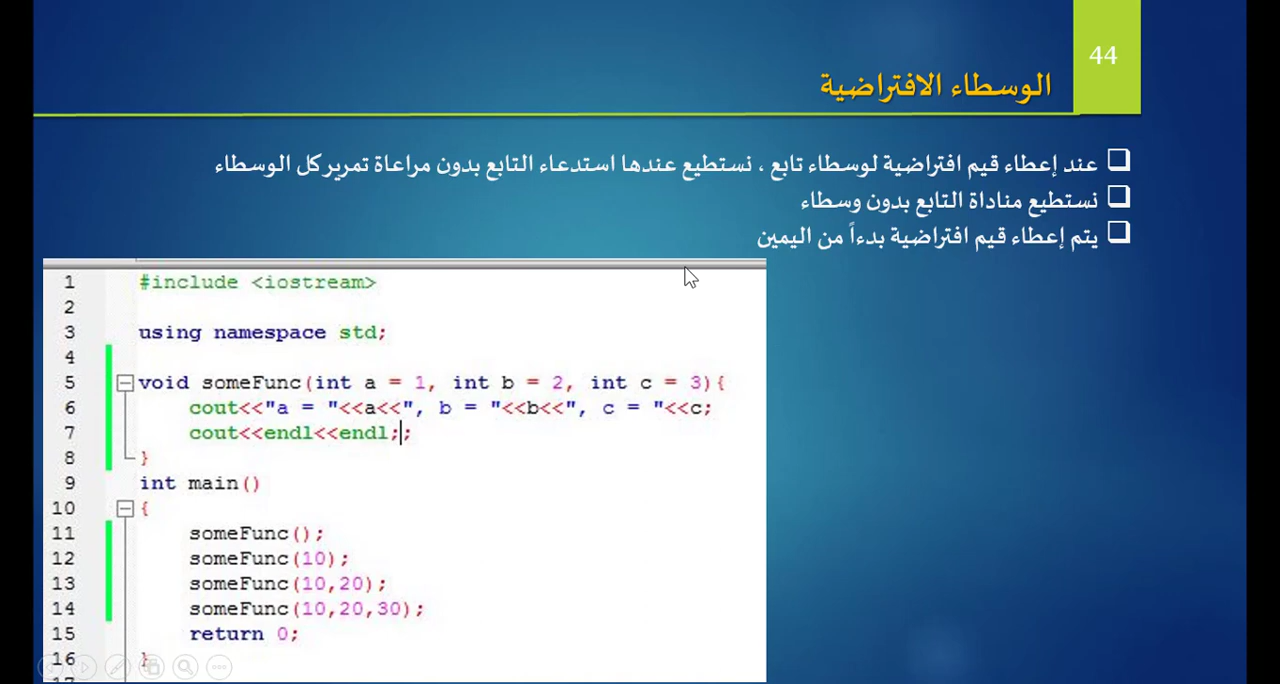 44
الوسطاء الافتراضية
عند إعطاء قيم افتراضية لوسطاء تابع ، نستطيع عندها استدعاء التابع بدون مراعاة تمرير كل الوسطاء
نستطيع مناداة التابع بدون وسطاء
يتم إعطاء قيم افتراضية بدءاً من اليمين
1 #include <iostream>
2
3 using namespace std;
4
5 void someFunc(int a = 1, int b = 2, int c = 3){
6 cout<<"a = "<<a<<", b = "<<b<<", c = "<<c;
7 cout<<endl<<endl;;
8 }
9 int main()
10 {
11 someFunc();
12 someFunc(10);
13 someFunc(10,20);
14 someFunc(10,20,30);
15 return 0;
16 }
17